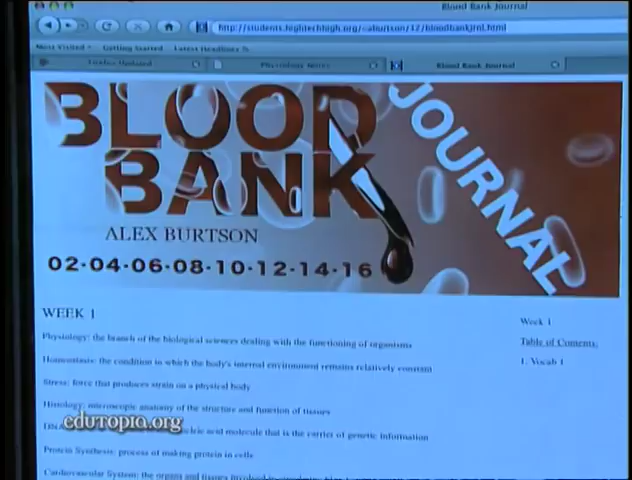 Blood Bank Journal
http://students.hightechhigh.org/~aburtson/12/bloodbankjrnl.html
Most Visited Getting Started Latest Headlines
Physiology Notes Blood Bank Journal
BLOOD
BANK
JOURNAL
ALEX BURTSON
02·04·06·08·10·12·14·16
WEEK 1
Week 1
Physiology: the branch of the biological sciences dealing with the functioning of organisms
Table of Contents:
Homeostasis: the condition in which the body's internal environment remains relatively constant
1. Vocab 1
Stress: force that produces strain on a physical body
Histology: microscopic anatomy of the structure and function of tissues
edutopia.org
nucleic acid molecule that is the carrier of genetic information
Protein Synthesis: process of making protein in cells
Cardiovascular System: the organs and tissues involved in